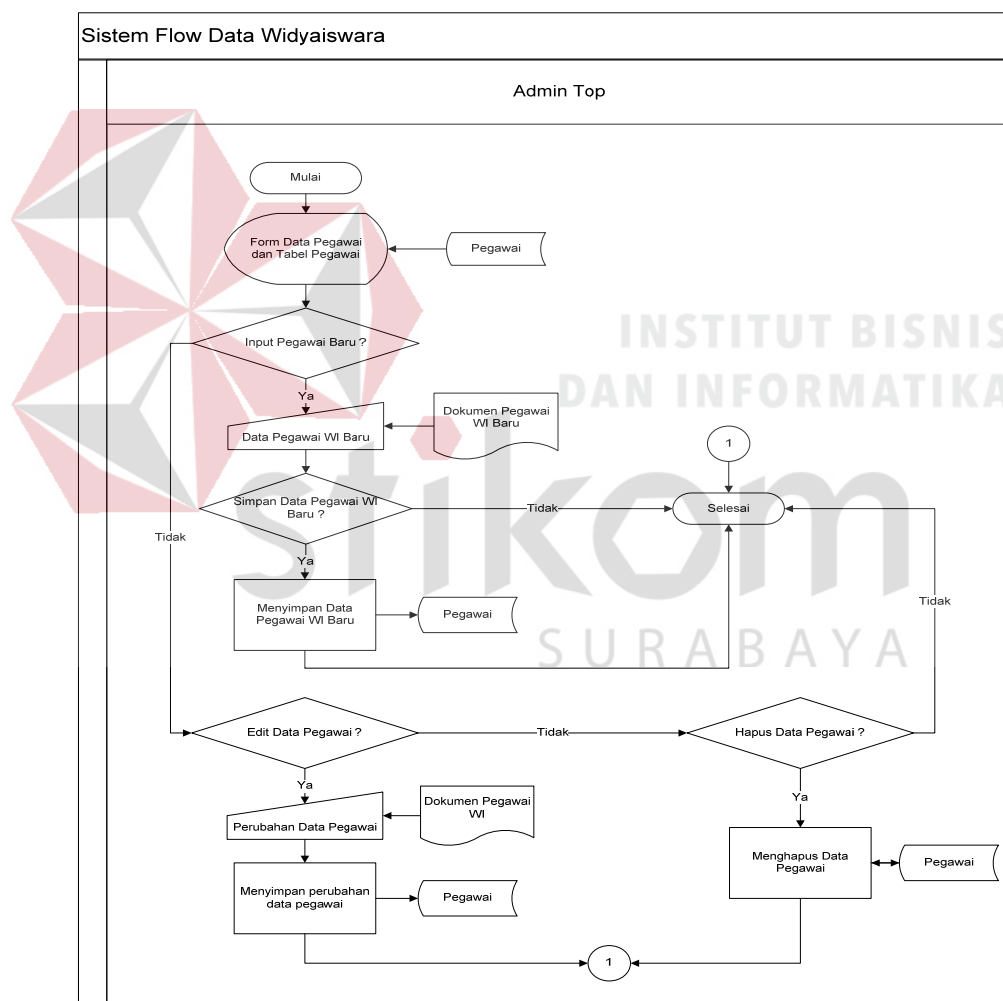 Sistem Flow Data Widyaiswara
Admin Top
Mulai
Form Data Pegawai
dan Tabel Pegawai
Pegawai
Input Pegawai Baru ?
INSTITUT BISNIS
DAN INFORMATIKA
Ya
Data Pegawai WI Baru
Dokumen Pegawai
WI Baru
1
stikom
Simpan Data Pegawai WI
Baru ?
Tidak
Selesai
Tidak
Ya
Menyimpan Data
Pegawai WI Baru
Pegawai
Tidak
SURABAYA
Edit Data Pegawai ?
Tidak
Hapus Data Pegawai ?
Ya
Ya
Perubahan Data Pegawai
Dokumen Pegawai
WI
Menghapus Data
Pegawai
Pegawai
Menyimpan perubahan
data pegawai
Pegawai
1